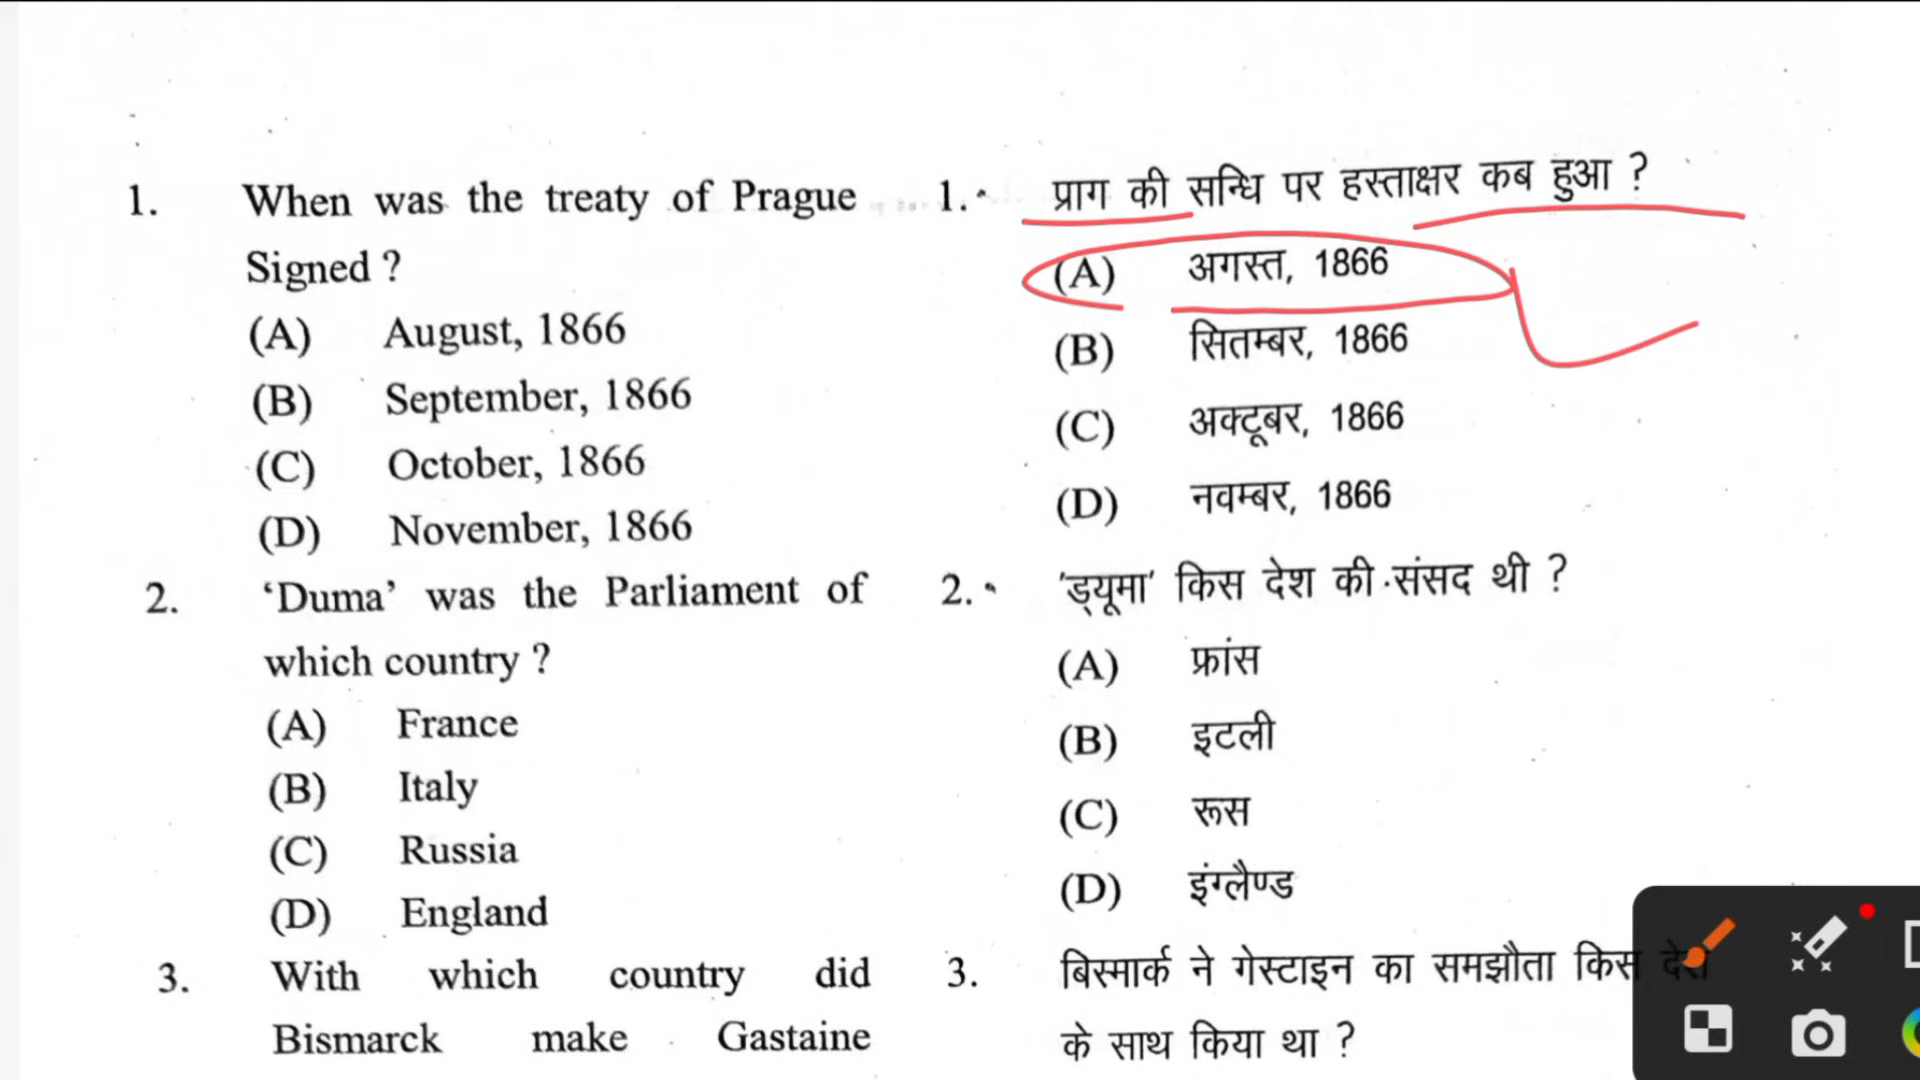 1. When was the treaty of Prague
Signed ?
(A) August, 1866
(B) September, 1866
(C) October, 1866
(D) November, 1866
2. ‘Duma’ was the Parliament of
which country ?
(A) France
(B) Italy
(C) Russia
(D) England
3. With which country did
Bismarck make Gastaine
1. प्राग की सन्धि पर हस्ताक्षर कब हुआ ?
(A) अगस्त, 1866
(B) सितम्बर, 1866
(C) अक्टूबर, 1866
(D) नवम्बर, 1866
2. 'ड्यूमा' किस देश की संसद थी ?
(A) फ्रांस
(B) इटली
(C) रूस
(D) इंग्लैण्ड
3. बिस्मार्क ने गेस्टाइन का समझौता किस देश
के साथ किया था ?